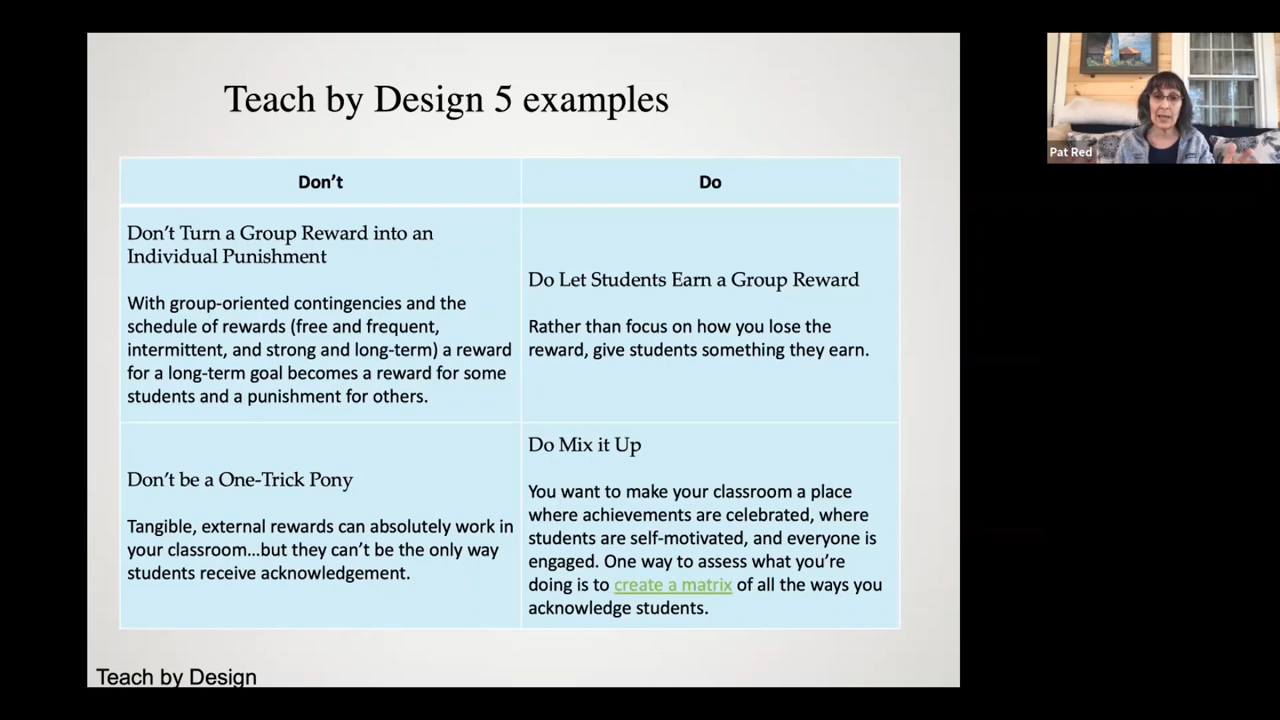 Teach by Design 5 examples
Don’t
Do
Don’t Turn a Group Reward into an
Individual Punishment
With group-oriented contingencies and the
schedule of rewards (free and frequent,
intermittent, and strong and long-term) a reward
for a long-term goal becomes a reward for some
students and a punishment for others.
Do Let Students Earn a Group Reward
Rather than focus on how you lose the
reward, give students something they earn.
Don’t be a One-Trick Pony
Tangible, external rewards can absolutely work in
your classroom…but they can’t be the only way
students receive acknowledgement.
Do Mix it Up
You want to make your classroom a place
where achievements are celebrated, where
students are self-motivated, and everyone is
engaged. One way to assess what you’re
doing is to create a matrix of all the ways you
acknowledge students.
Teach by Design
Pat Red